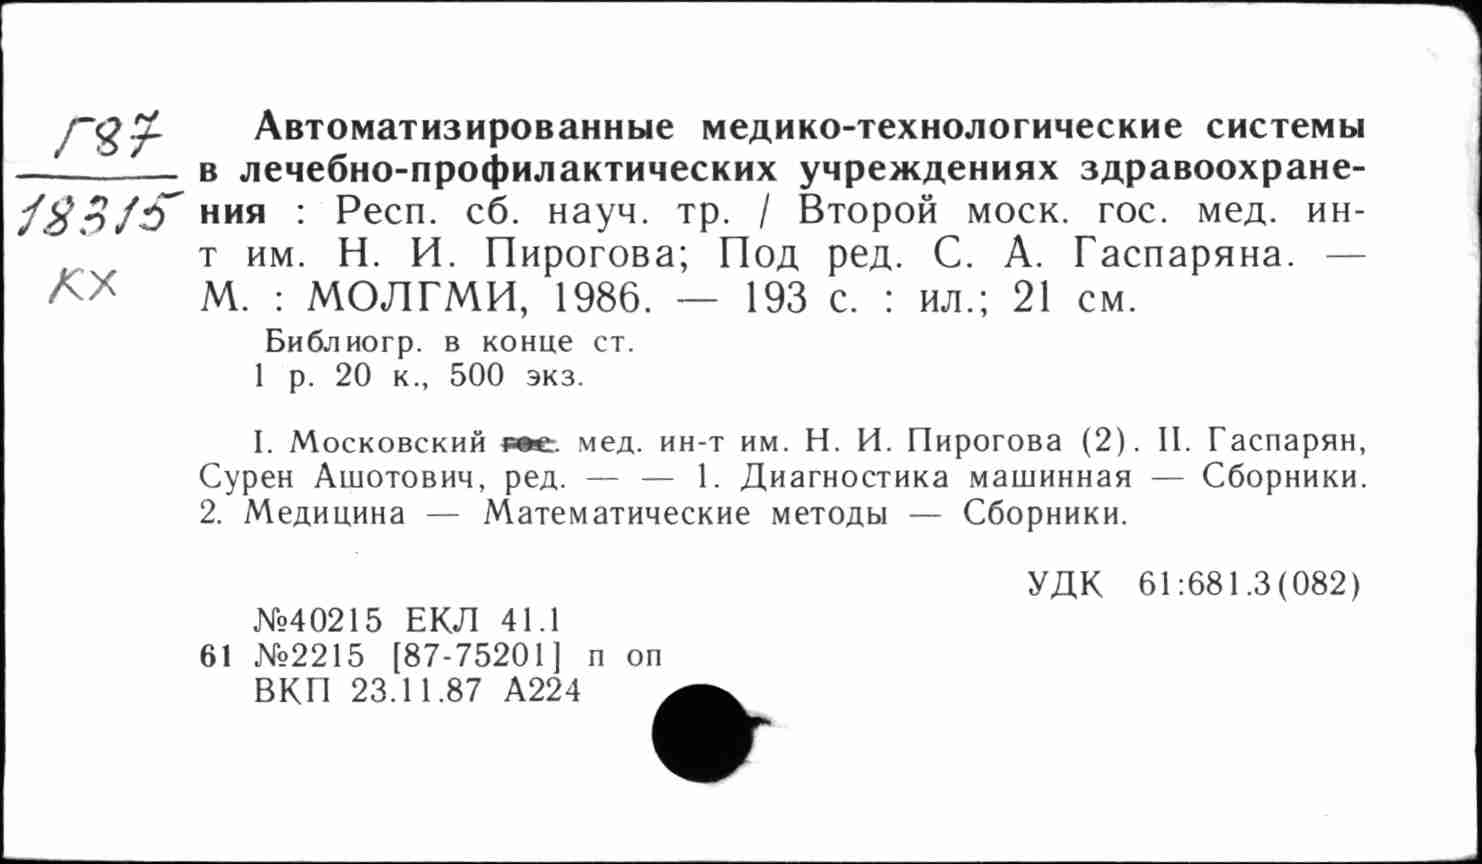 Г87
18315
КХ
Автоматизированные медико-технологические системы
в лечебно-профилактических учреждениях здравоохране-
ния : Респ. сб. науч. тр. / Второй моск. гос. мед. ин-
т им. Н. И. Пирогова; Под ред. С. А. Гаспаряна. —
М. : МОЛГМИ, 1986. — 193 с. : ил.; 21 см.
Библиогр. в конце ст.
1 р. 20 к., 500 экз.
I. Московский гос. мед. ин-т им. Н. И. Пирогова (2). II. Гаспарян,
Сурен Ашотович, ред. — — 1. Диагностика машинная — Сборники.
2. Медицина — Математические методы — Сборники.
УДК 61:681.3(082)
№40215 ЕКЛ 41.1
61 №2215 [87-75201] п оп
ВКП 23.11.87 А224